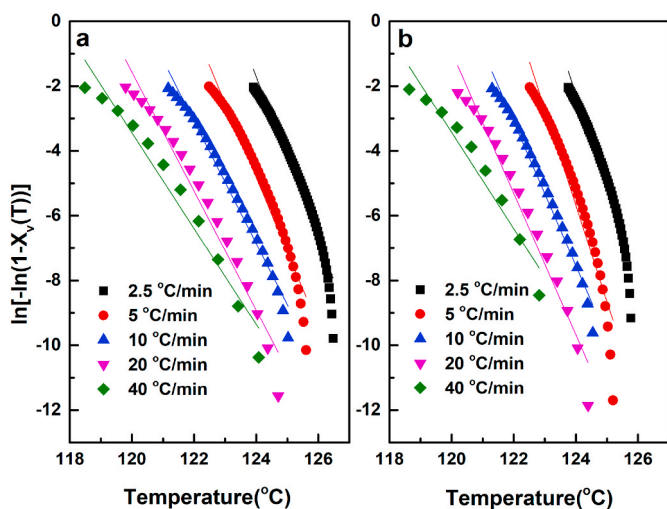 a
b
ln[-ln(1-Xv(T))]
0
-2
-4
-6
-8
-10
-12
2.5 °C/min
5 °C/min
10 °C/min
20 °C/min
40 °C/min
2.5 °C/min
5 °C/min
10 °C/min
20 °C/min
40 °C/min
118 120 122 124 126 118 120 122 124 126
Temperature(°C) Temperature(°C)